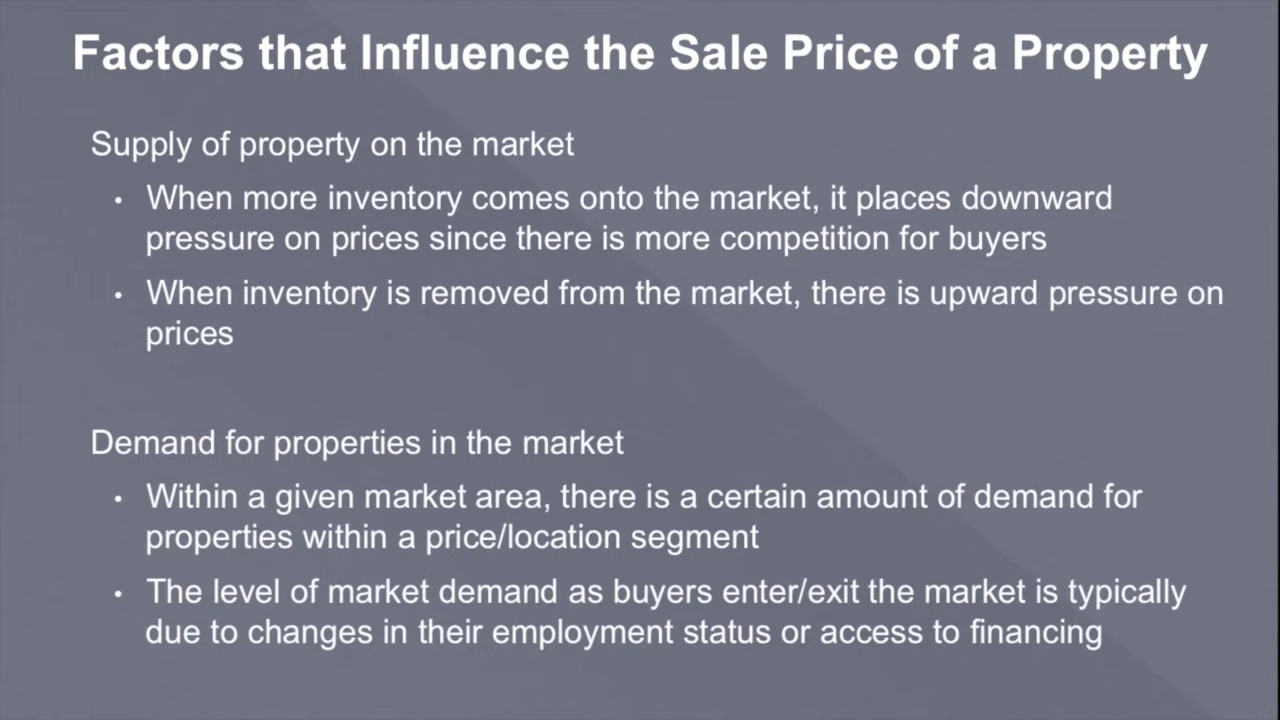 Factors that Influence the Sale Price of a Property
Supply of property on the market
• When more inventory comes onto the market, it places downward
pressure on prices since there is more competition for buyers
• When inventory is removed from the market, there is upward pressure on
prices
Demand for properties in the market
• Within a given market area, there is a certain amount of demand for
properties within a price/location segment
• The level of market demand as buyers enter/exit the market is typically
due to changes in their employment status or access to financing